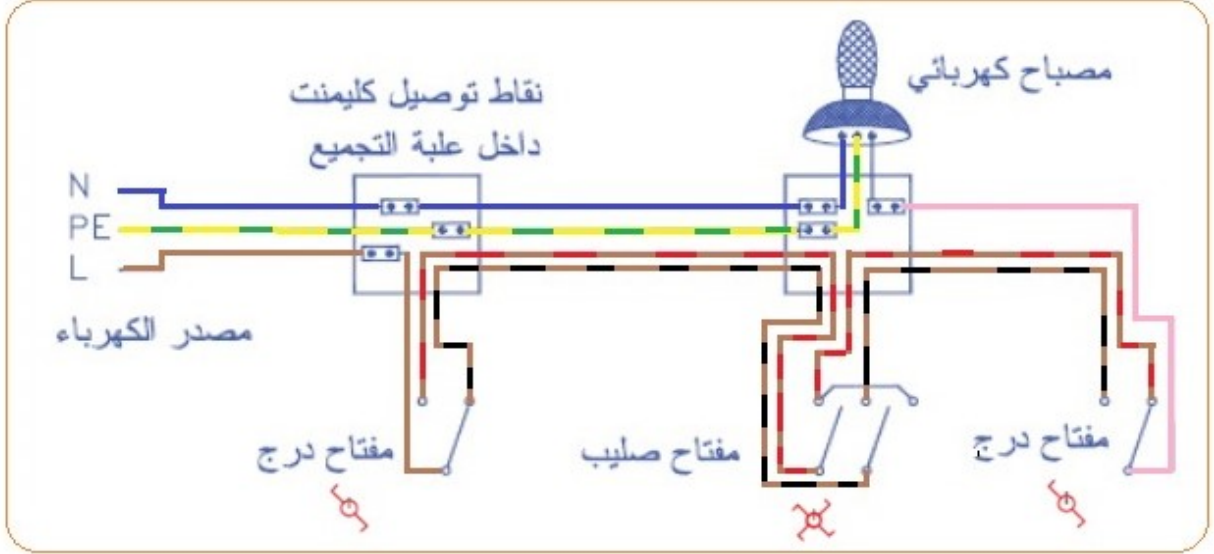 مصباح كهربائي
نقاط توصيل كليمنت
داخل علبة التجميع
N
PE
L
مصدر الكهرباء
مفتاح درج
مفتاح صليب
مفتاح درج